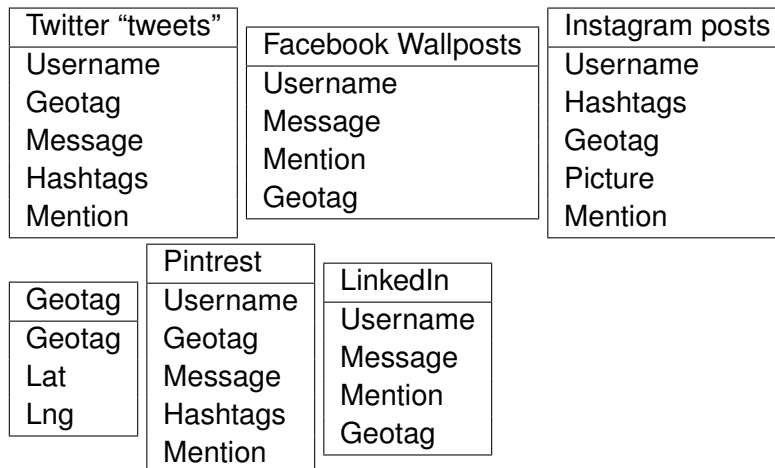 Twitter “tweets”
Username
Geotag
Message
Hashtags
Mention
Facebook Wallposts
Username
Message
Mention
Geotag
Instagram posts
Username
Hashtags
Geotag
Picture
Mention
Geotag
Geotag
Lat
Lng
Pintrest
Username
Geotag
Message
Hashtags
Mention
LinkedIn
Username
Message
Mention
Geotag